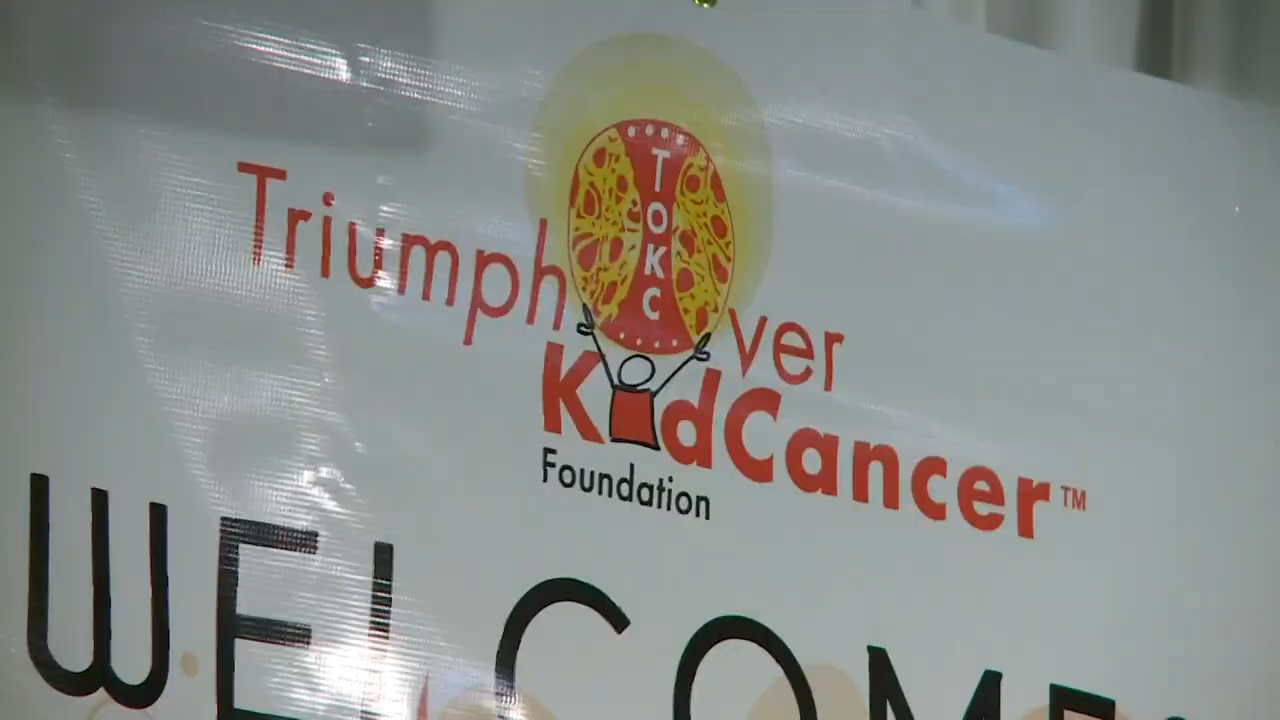 TOKC
Triumph Over
KidCancer™
Foundation
WELCOME